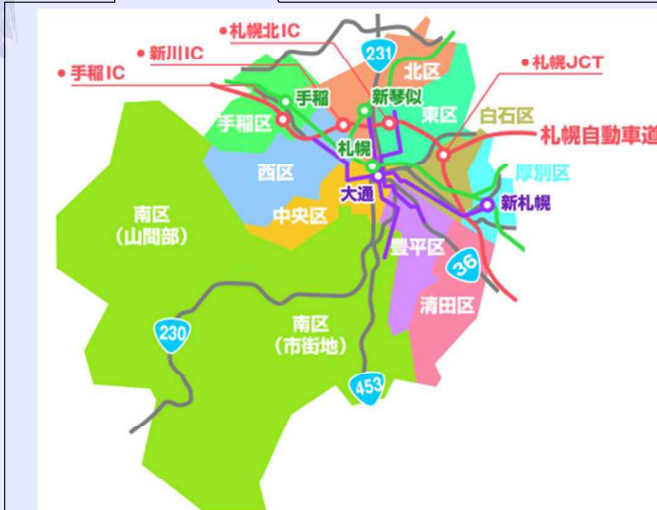 札幌北IC
新川IC
手稲IC
231
北区
札幌JCT
手稲
新琴似
東区
白石区
手稲区
札幌自動車道
札幌
西区
厚別区
大通
新札幌
中央区
南区
（山間部）
豊平区
36
清田区
230
南区
（市街地）
453